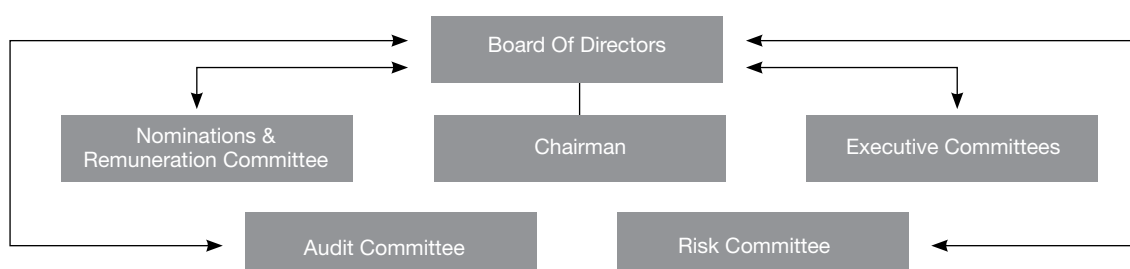 Board Of Directors
Nominations &
Remuneration Committee
Chairman
Executive Committees
Audit Committee
Risk Committee